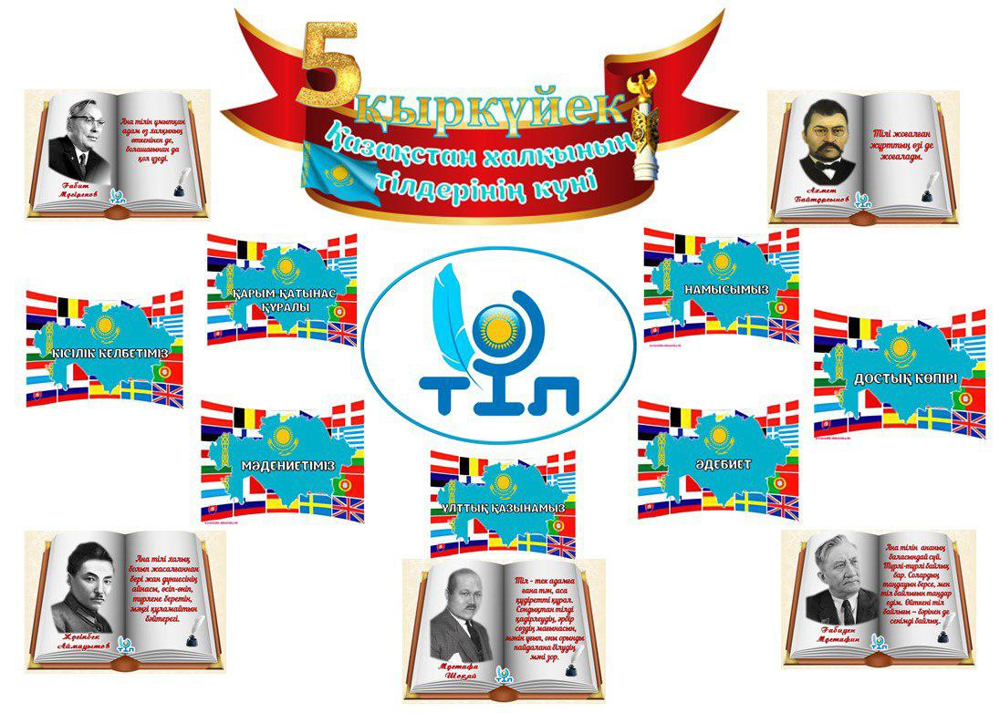 5
қыркүйек
Қазақстан халқының
тілдерінің күні
Ана тілін ұмытқан
адам өз халқының
өткенінен де,
болашағынан да
қол үзеді.
Ғабит
Мүсірепов
тіл
Тілі жоғалған
жұрттың өзі де
жоғалады.
Ахмет
Байтұрсынов
тіл
ҚАРЫМ-ҚАТЫНАС
ҚҰРАЛЫ
НАМЫСЫМЫЗ
КІСІЛІК КЕЛБЕТІМІЗ
ДОСТЫҚ КӨПІРІ
тіл
МӘДЕНИЕТІМІЗ
ӘДЕБИЕТ
ҰЛТТЫҚ ҚАЗЫНАМЫЗ
Ана тілі халық
болып жасалғаннан
бері жан дүниесінің
айнасы, өсіп-өніп,
түрлене беретін,
мәңгі құламайтын
бәйтерегі.
Жүсіпбек
Аймауытов
тіл
Тіл - тек адамға
ғана тән, аса
құдіретті құрал.
Сондықтан тілді
қадірлеудің, әрбір
сөздің мағынасын,
мәнін ұғып, оны орынды
пайдалана білудің
мәні зор.
Мұстафа
Шоқай
тіл
Ана тілін ананың
баласындай сүй.
Түрлі-түрлі байлық
бар. Солардың
таңдауын берсе, мен
тіл байлығын таңдар
едім. Өйткені тіл
байлығы – бәрінен де
сенімді байлық.
Ғабиден
Мұстафин
тіл